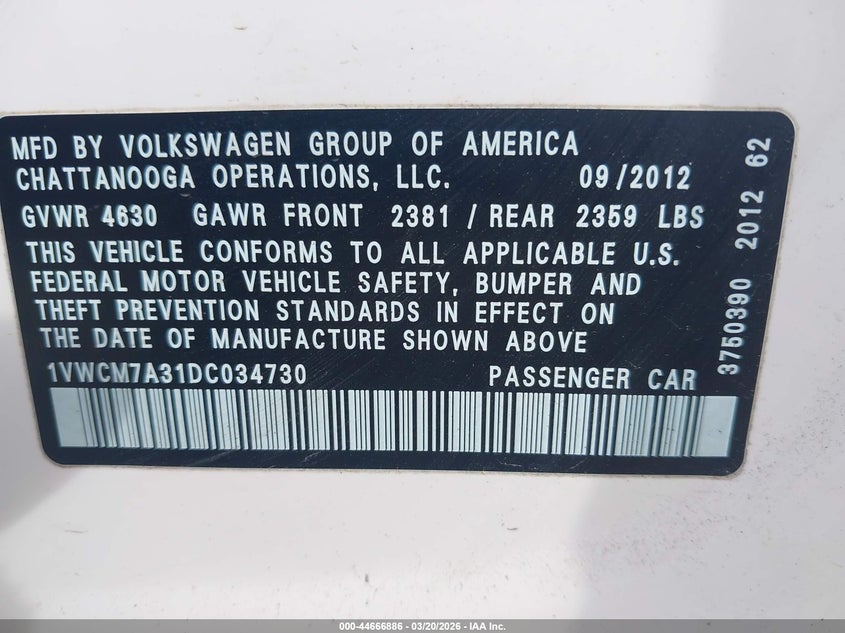 MFD BY VOLKSWAGEN GROUP OF AMERICA
CHATTANOOGA OPERATIONS, LLC. 09/2012
GVWR 4630 GAWR FRONT 2381 / REAR 2359 LBS
THIS VEHICLE CONFORMS TO ALL APPLICABLE U.S.
FEDERAL MOTOR VEHICLE SAFETY, BUMPER AND
THEFT PREVENTION STANDARDS IN EFFECT ON
THE DATE OF MANUFACTURE SHOWN ABOVE
1VWCM7A31DC034730 PASSENGER CAR
3750390 2012 62
000-44666886 - 03/20/2026 - IAA Inc.